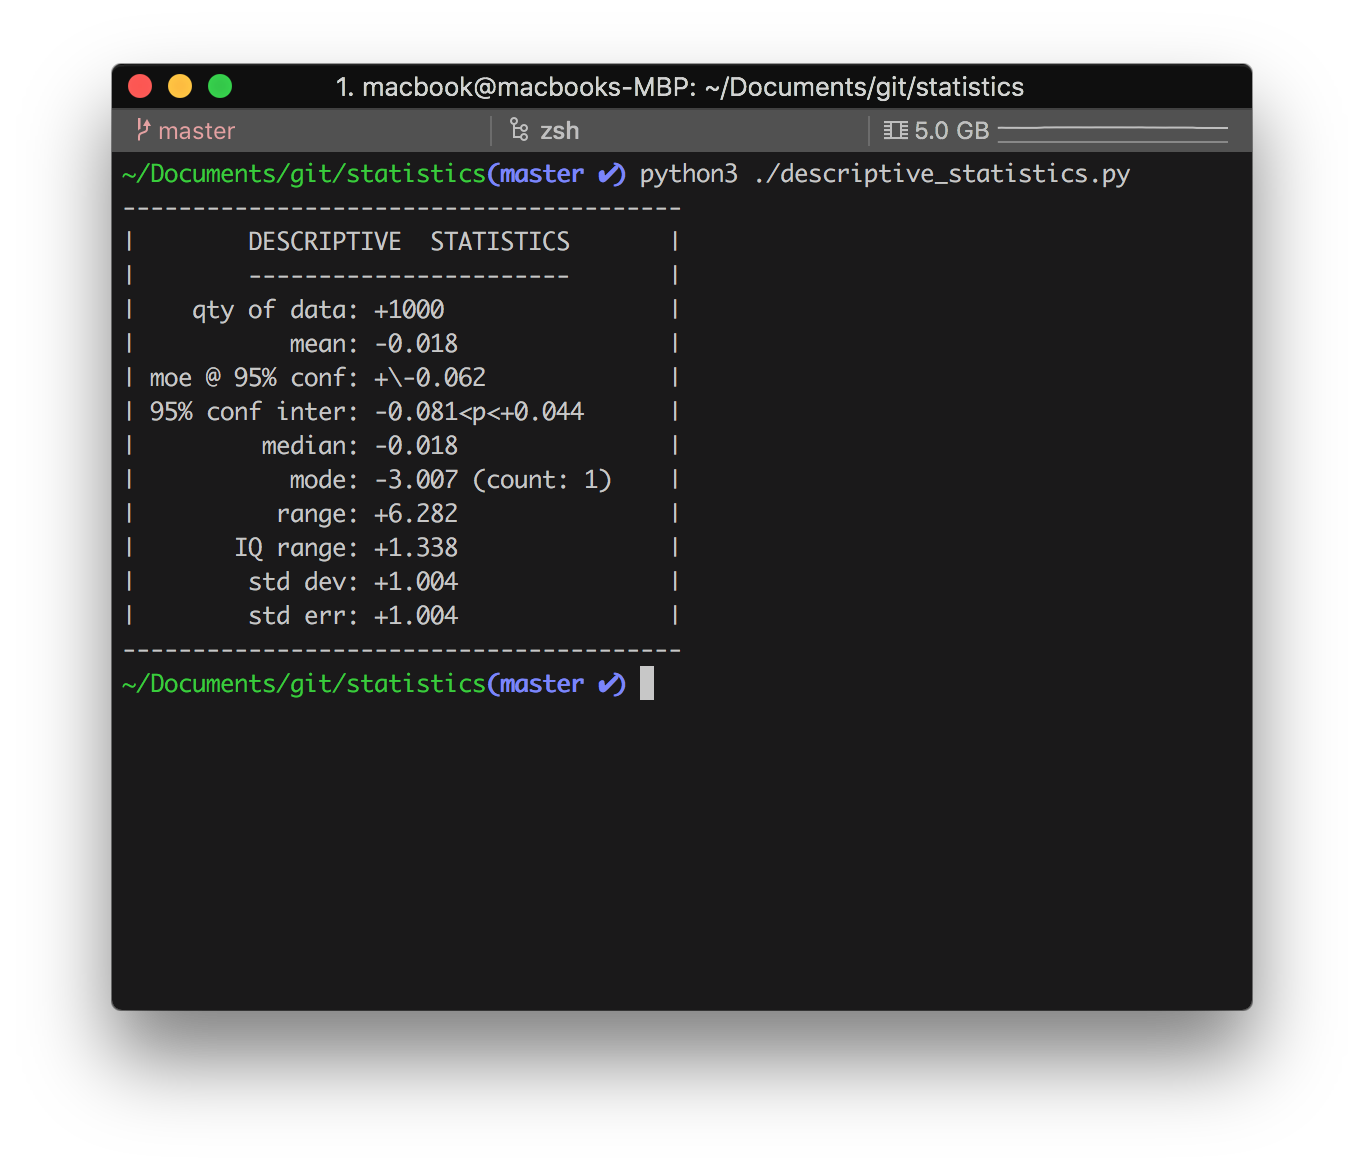 1. macbook@macbooks-MBP: ~/Documents/git/statistics
master zsh 5.0 GB
~/Documents/git/statistics(master ✔) python3 ./descriptive_statistics.py
----------------------------------------
|        DESCRIPTIVE  STATISTICS       |
|        -----------------------       |
|    qty of data: +1000                |
|           mean: -0.018               |
| moe @ 95% conf: +\-0.062             |
| 95% conf inter: -0.081<p<+0.044      |
|         median: -0.018               |
|           mode: -3.007 (count: 1)    |
|          range: +6.282               |
|       IQ range: +1.338               |
|        std dev: +1.004               |
|        std err: +1.004               |
----------------------------------------
~/Documents/git/statistics(master ✔)